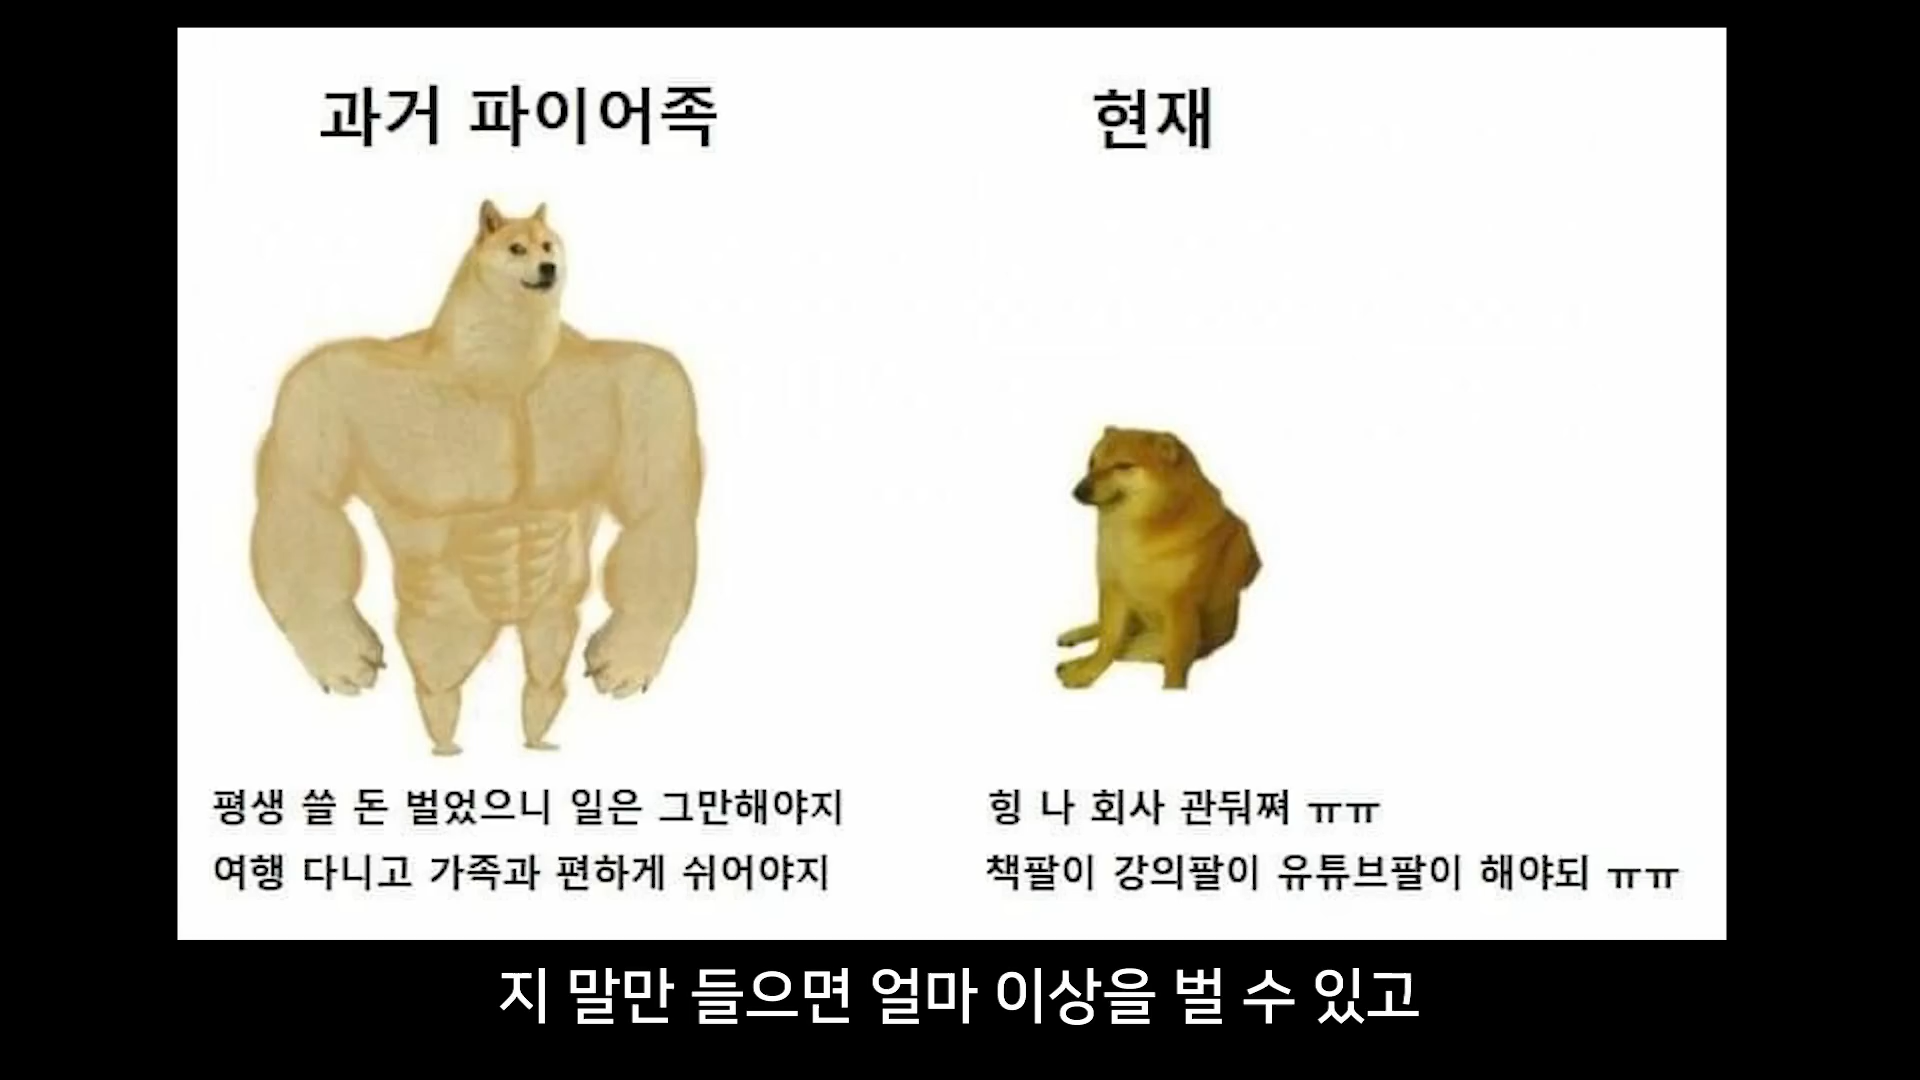 과거 파이어족
현재
평생 쓸 돈 벌었으니 일은 그만해야지
여행 다니고 가족과 편하게 쉬어야지
힝 나 회사 관둬쪄 ㅠㅠ
책팔이 강의팔이 유튜브팔이 해야되 ㅠㅠ
지 말만 들으면 얼마 이상을 벌 수 있고